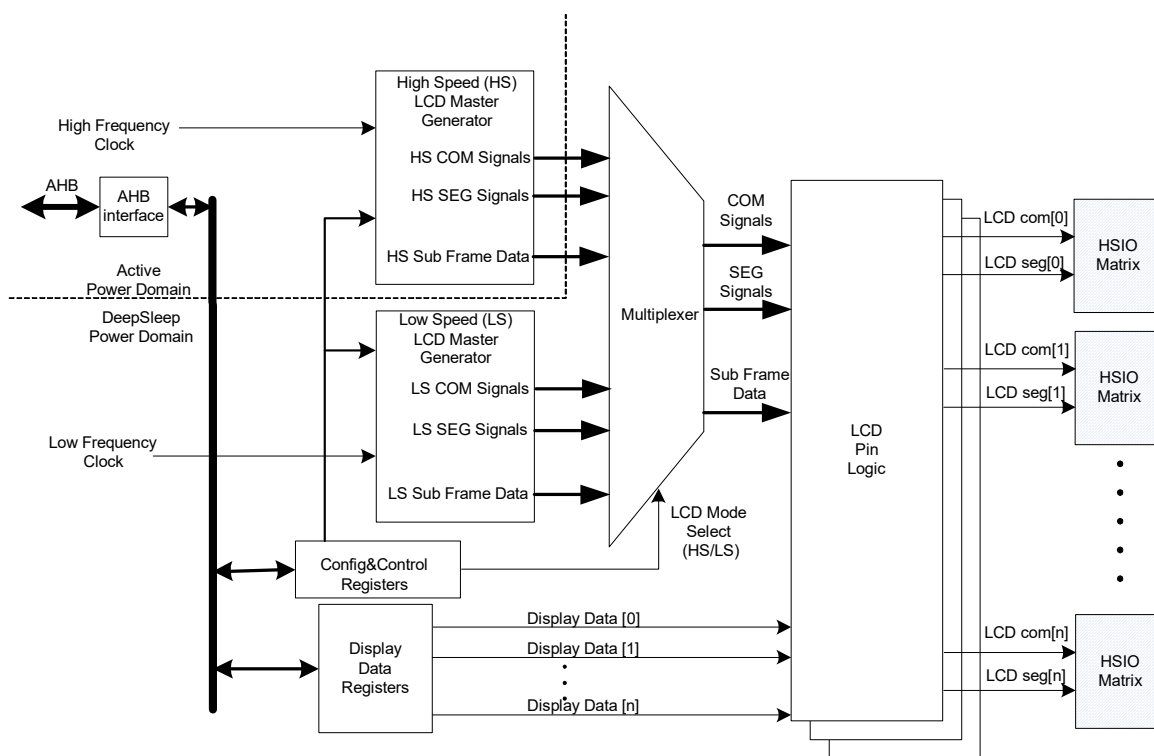 High Speed (HS)
LCD Master
Generator
High Frequency
Clock
HS COM Signals
AHB
AHB
interface
HS SEG Signals
HS Sub Frame Data
Active
Power Domain
DeepSleep
Power Domain
Low Speed (LS)
LCD Master
Generator
LS COM Signals
LS SEG Signals
Low Frequency
Clock
LS Sub Frame Data
Multiplexer
COM
Signals
SEG
Signals
Sub Frame
Data
LCD Mode
Select
(HS/LS)
Config&Control
Registers
Display
Data
Registers
Display Data [0]
Display Data [1]
Display Data [n]
LCD
Pin
Logic
LCD com[0]
LCD seg[0]
HSIO
Matrix
LCD com[1]
LCD seg[1]
HSIO
Matrix
LCD com[n]
LCD seg[n]
HSIO
Matrix